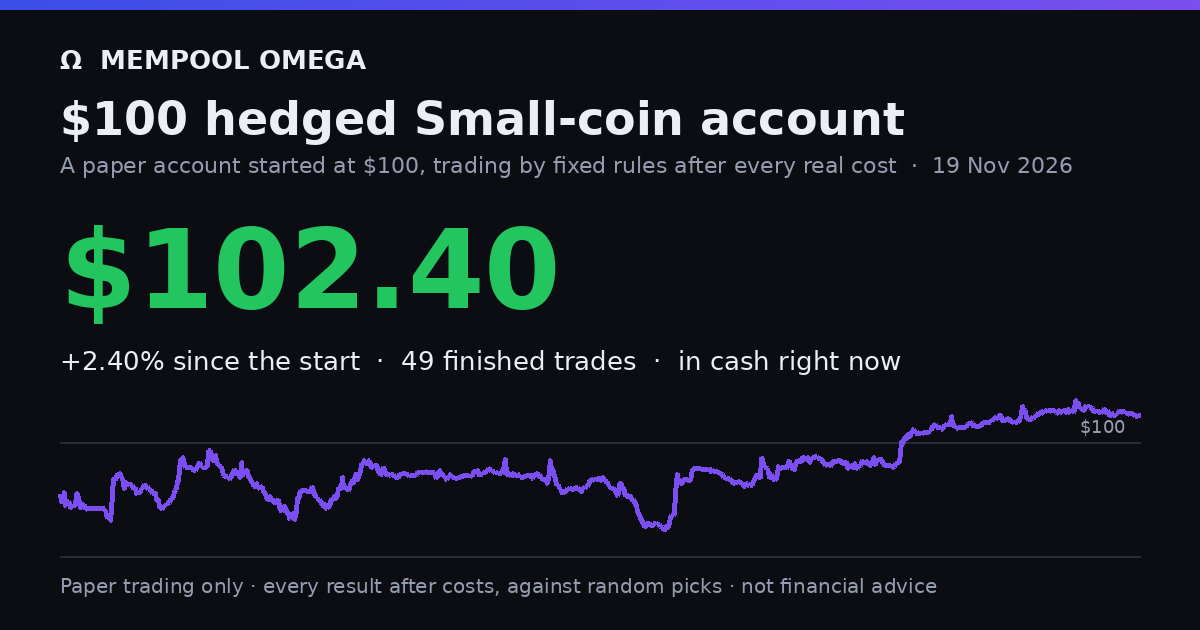 Ω MEMPOOL OMEGA
$100 hedged Small-coin account
A paper account started at $100, trading by fixed rules after every real cost · 19 Nov 2026
$102.40
+2.40% since the start · 49 finished trades · in cash right now
$100
Paper trading only · every result after costs, against random picks · not financial advice